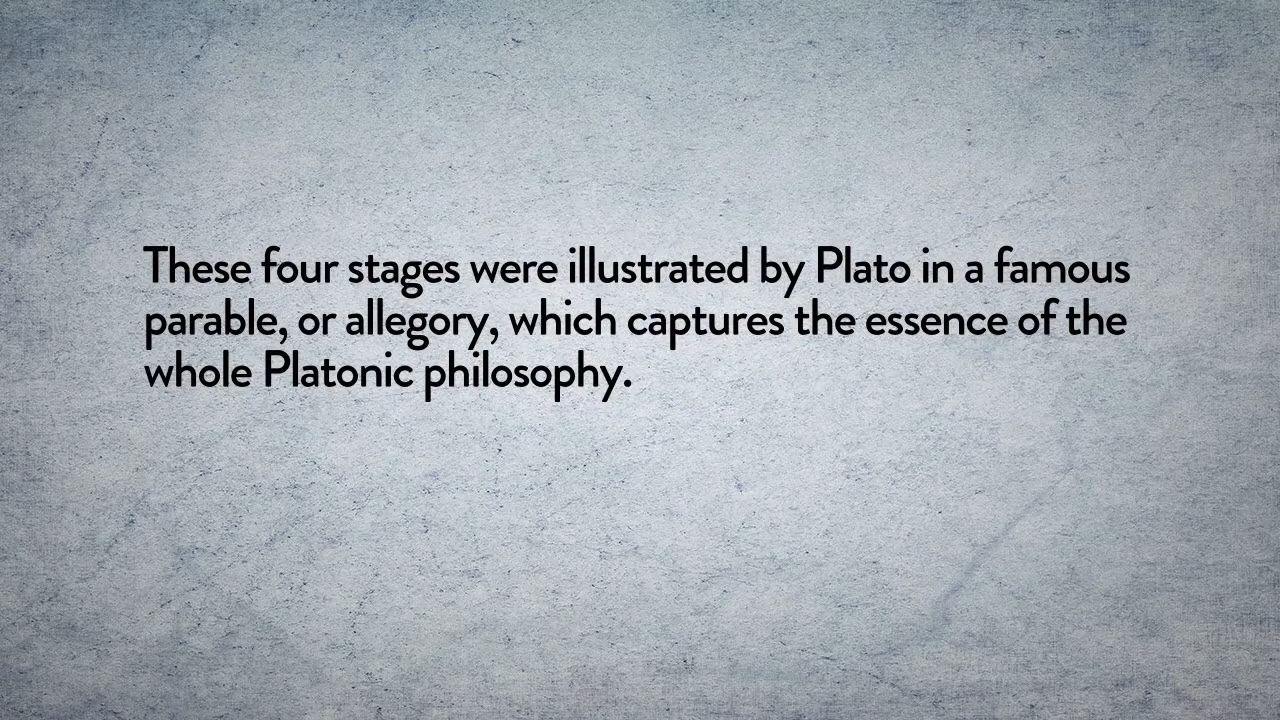 These four stages were illustrated by Plato in a famous
parable, or allegory, which captures the essence of the
whole Platonic philosophy.